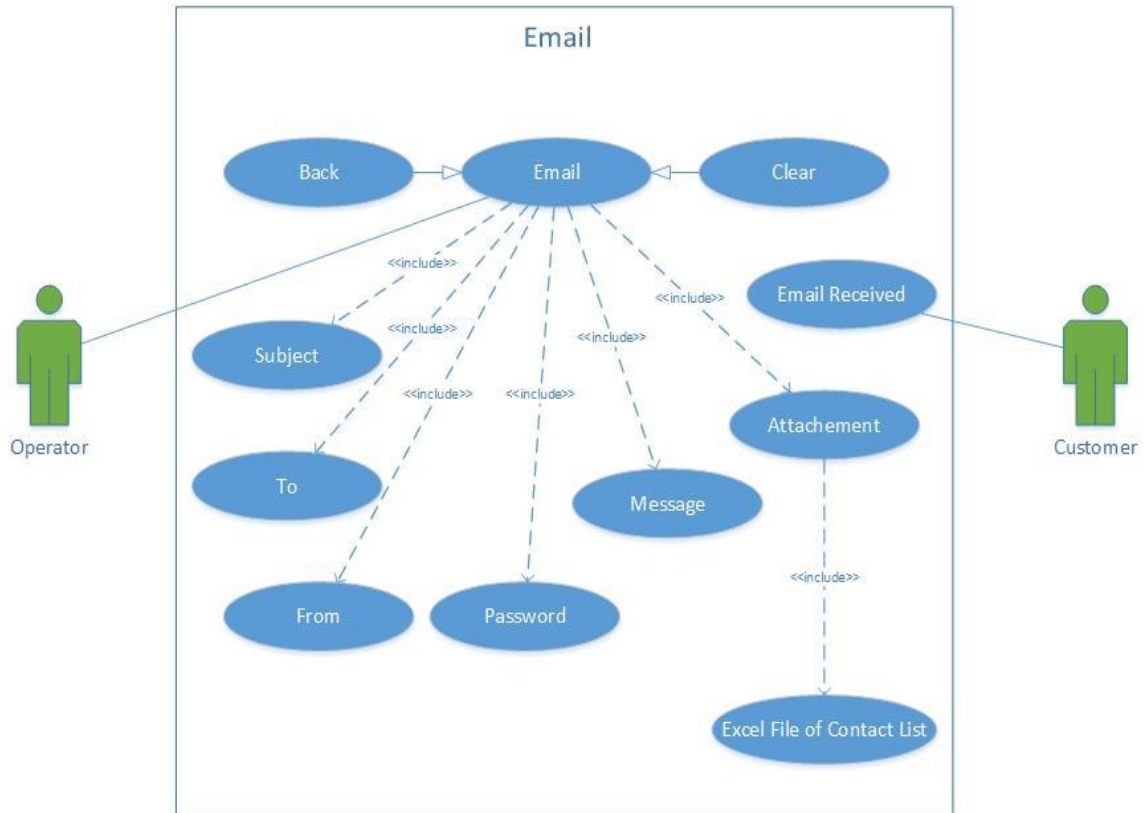 Email
Back
Email
Clear
<<include>>
<<include>>
Email Received
<<include>>
Subject
<<include>>
<<include>>
<<include>>
Attachement
Operator
Customer
To
Message
<<include>>
From
Password
Excel File of Contact List